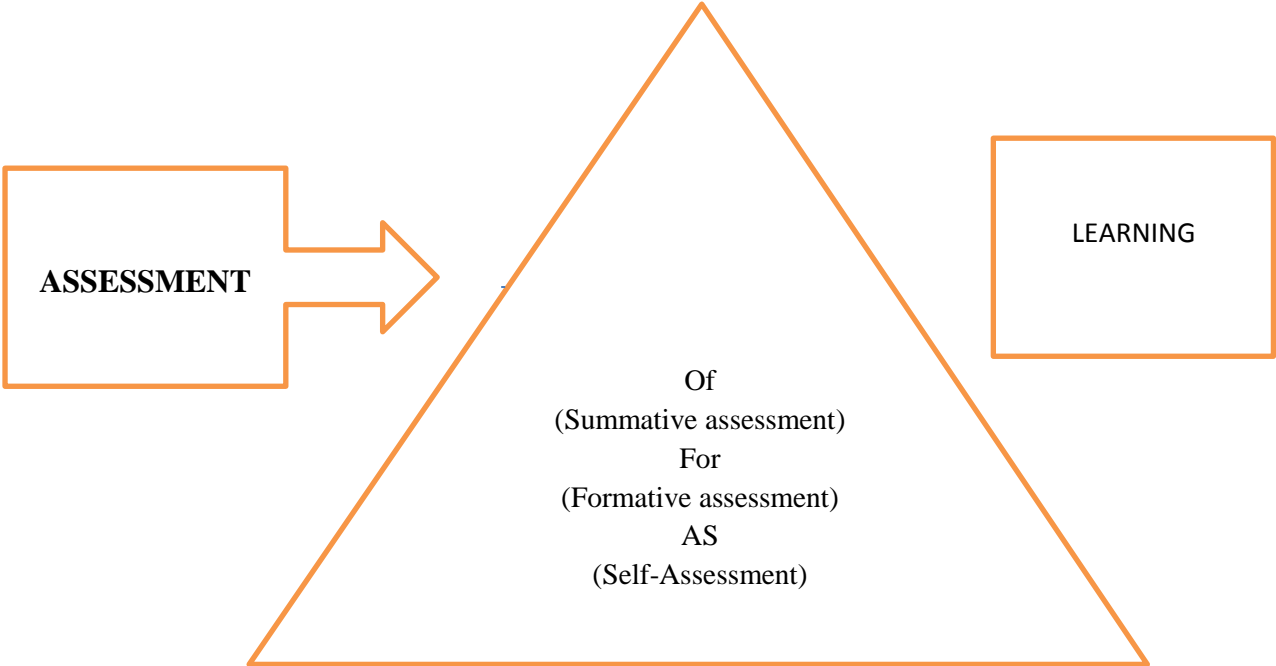 ASSESSMENT
Of
(Summative assessment)
For
(Formative assessment)
AS
(Self-Assessment)
LEARNING